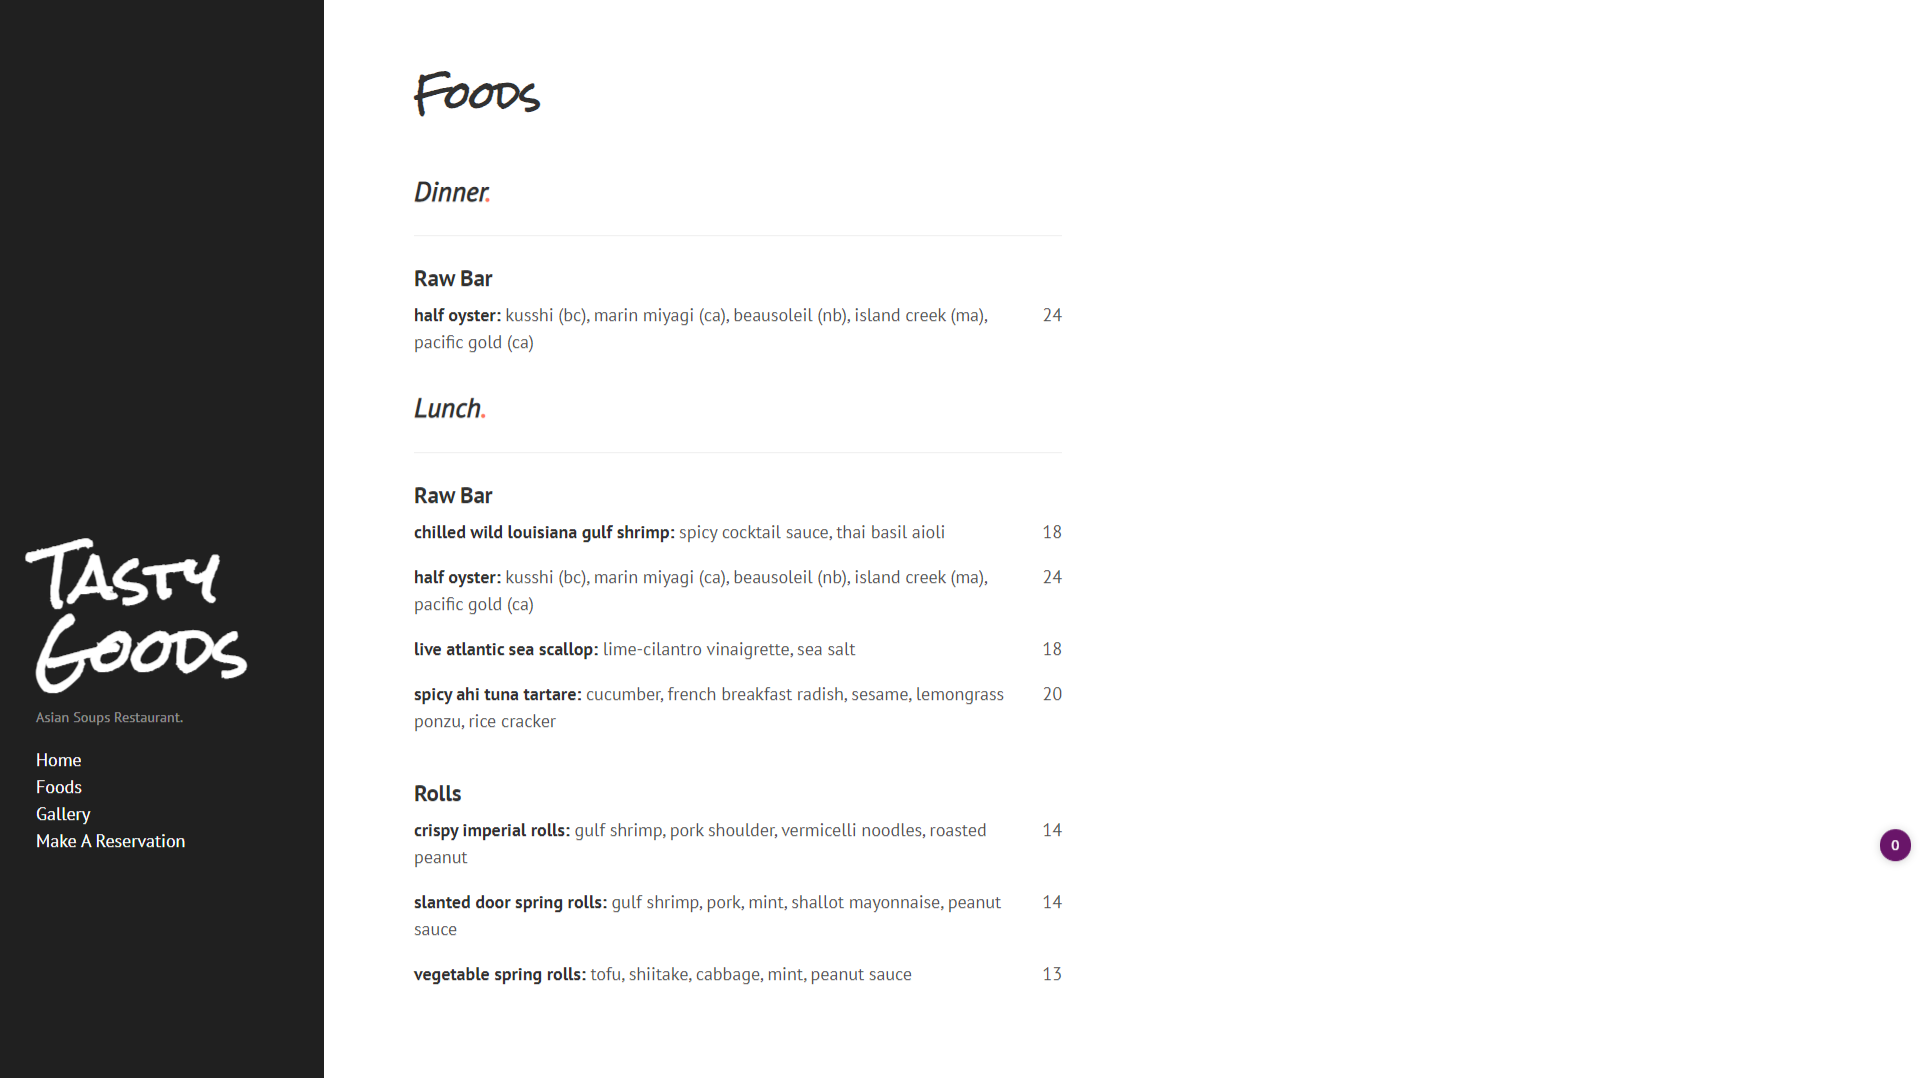 Foods
Dinner.
Raw Bar
half oyster: kusshi (bc), marin miyagi (ca), beausoleil (nb), island creek (ma), 24
pacific gold (ca)
Lunch.
Raw Bar
chilled wild louisiana gulf shrimp: spicy cocktail sauce, thai basil aioli 18
half oyster: kusshi (bc), marin miyagi (ca), beausoleil (nb), island creek (ma), 24
pacific gold (ca)
live atlantic sea scallop: lime-cilantro vinaigrette, sea salt 18
spicy ahi tuna tartare: cucumber, french breakfast radish, sesame, lemongrass 20
ponzu, rice cracker
Rolls
crispy imperial rolls: gulf shrimp, pork shoulder, vermicelli noodles, roasted 14
peanut
slanted door spring rolls: gulf shrimp, pork, mint, shallot mayonnaise, peanut 14
sauce
vegetable spring rolls: tofu, shiitake, cabbage, mint, peanut sauce 13
Tasty
Goods
Asian Soups Restaurant.
Home
Foods
Gallery
Make A Reservation
0